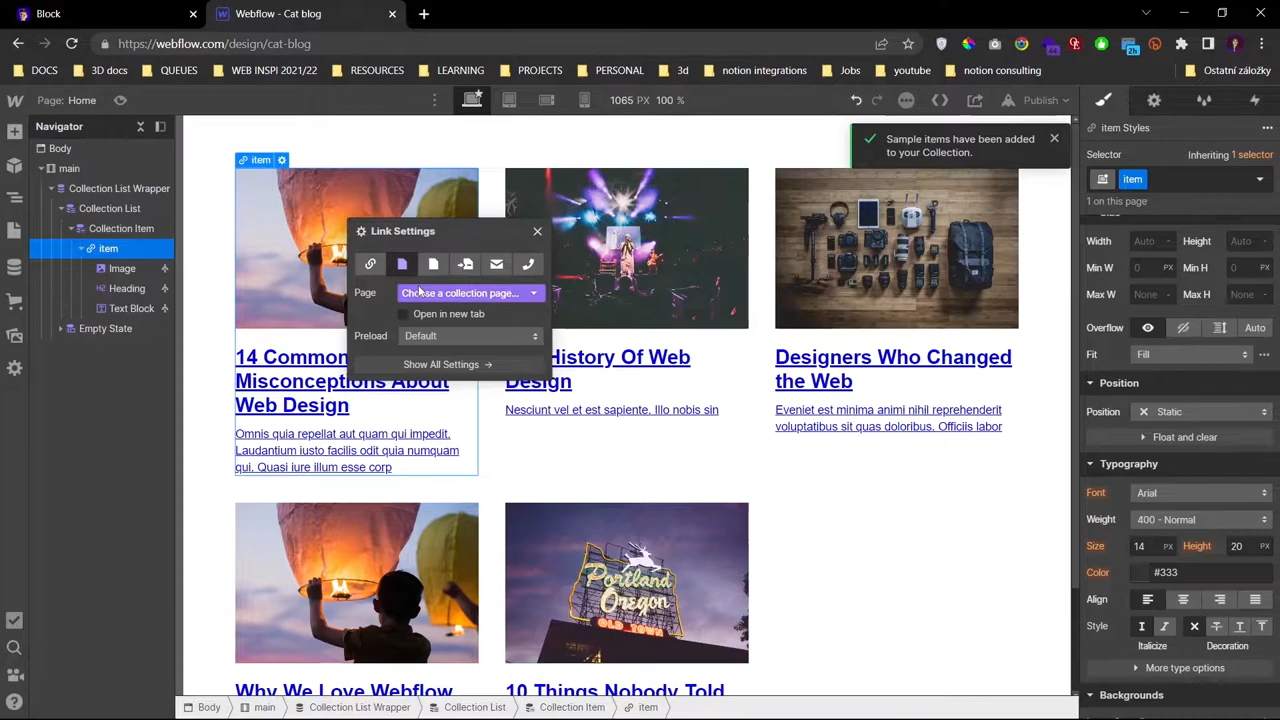 Block
Webflow - Cat blog
https://webflow.com/design/cat-blog
44
2h
DOCS
3D docs
QUEUES
WEB INSPI 2021/22
RESOURCES
LEARNING
PROJECTS
PERSONAL
3d
notion integrations
Jobs
youtube
notion consulting
Ostatní záložky
Page: Home
1065 PX 100 %
Publish
Navigator
Body
main
Collection List Wrapper
Collection List
Collection Item
item
Image
Heading
Text Block
Empty State
item
Sample items have been added
to your Collection.
Link Settings
Page
Choose a collection page...
Open in new tab
Preload
Default
Show All Settings
14 Common
Misconceptions About
Web Design
Omnis quia repellat aut quam qui impedit.
Laudantium iusto facilis odit quia numquam
qui. Quasi iure illum esse corp
History Of Web
Design
Nesciunt vel et est sapiente. Illo nobis sin
Designers Who Changed
the Web
Eveniet est minima animi nihil reprehenderit
voluptatibus sit quas doloribus. Officiis labor
Portland
Oregon
OLD TOWN
Why We Love Webflow
10 Things Nobody Told
item Styles
Selector
Inheriting 1 selector
item
1 on this page
Width
Auto
Height
Auto
Min W
0
Min H
0
Max W
None
Max H
None
Overflow
Auto
Fit
Fill
Position
Position
Static
Float and clear
Typography
Font
Arial
Weight
400 - Normal
Size
14 PX
Height
20 PX
Color
#333
Align
Style
Italicize
Decoration
More type options
Backgrounds
Body
main
Collection List Wrapper
Collection List
Collection Item
item